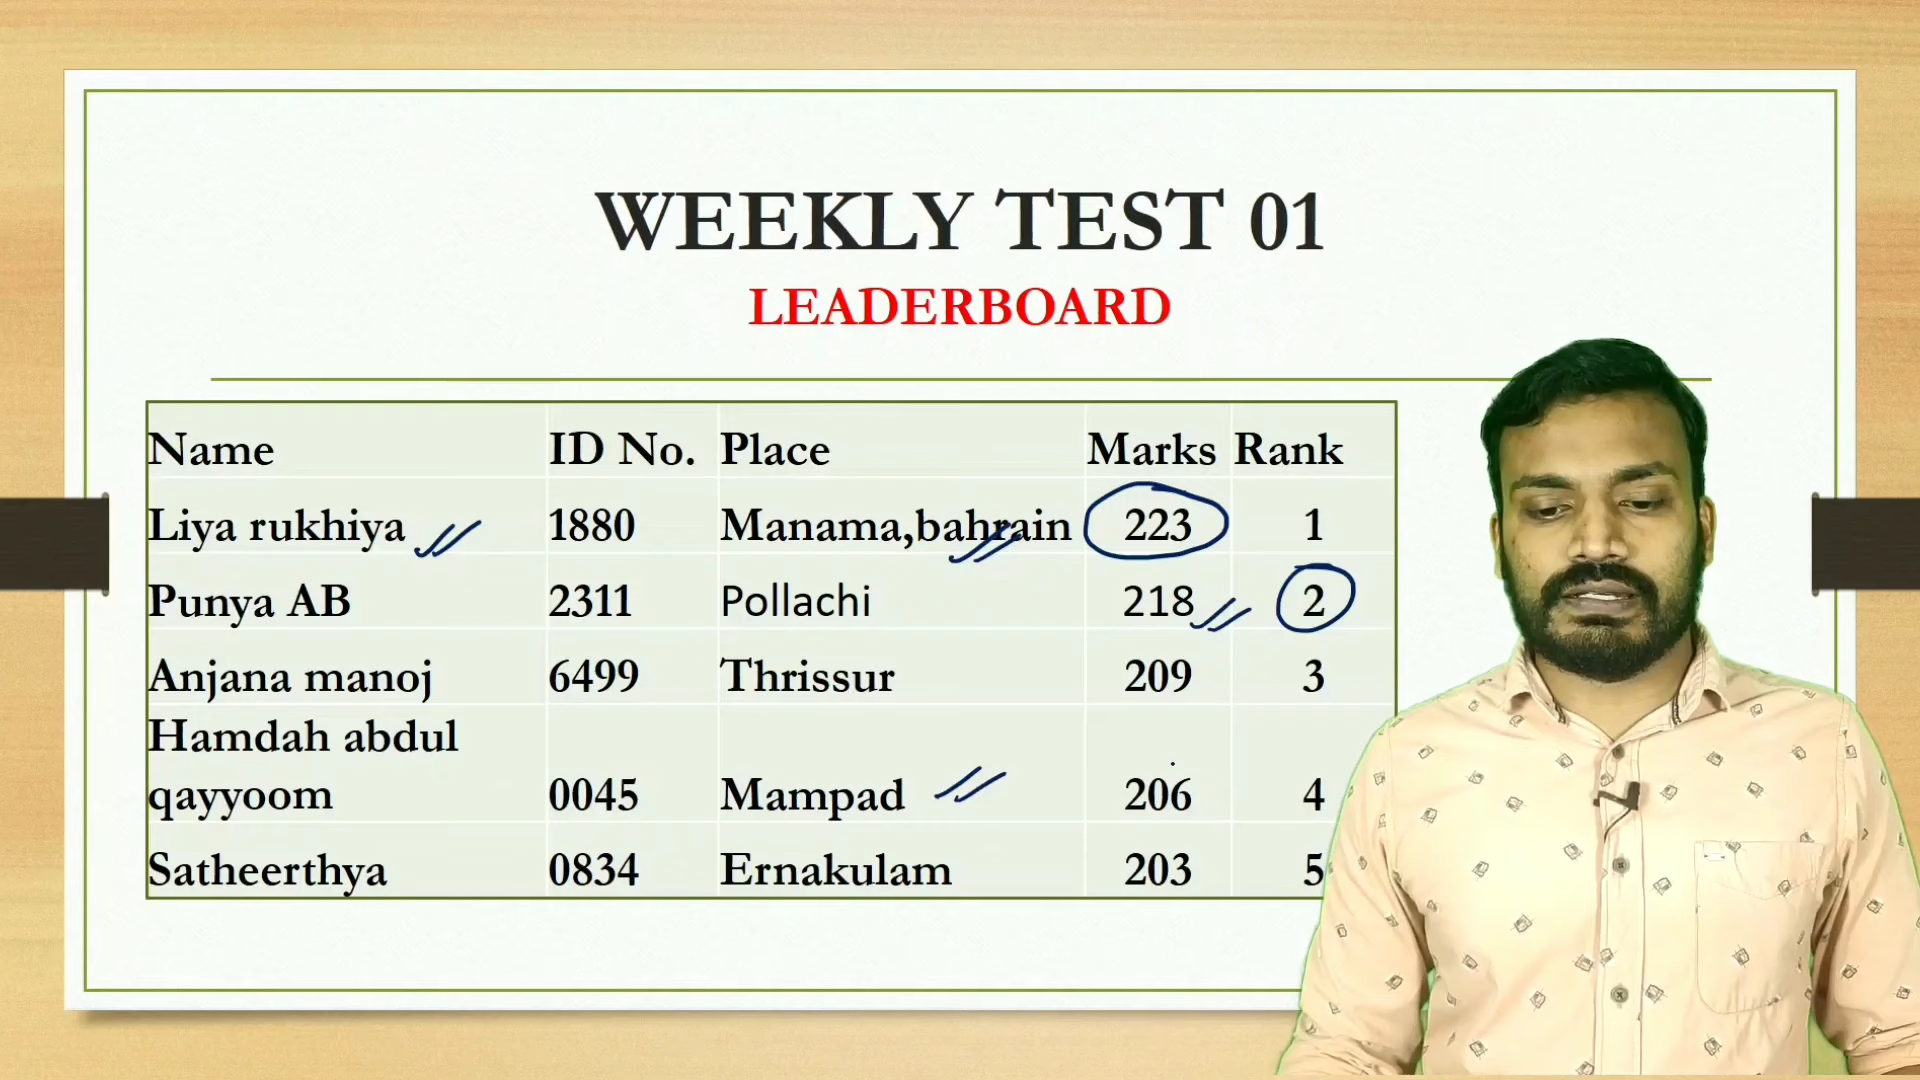 WEEKLY TEST 01
LEADERBOARD
Name ID No. Place Marks Rank
Liya rukhiya 1880 Manama,bahrain 223 1
Punya AB 2311 Pollachi 218 2
Anjana manoj 6499 Thrissur 209 3
Hamdah abdul
qayyoom 0045 Mampad 206 4
Satheerthya 0834 Ernakulam 203 5